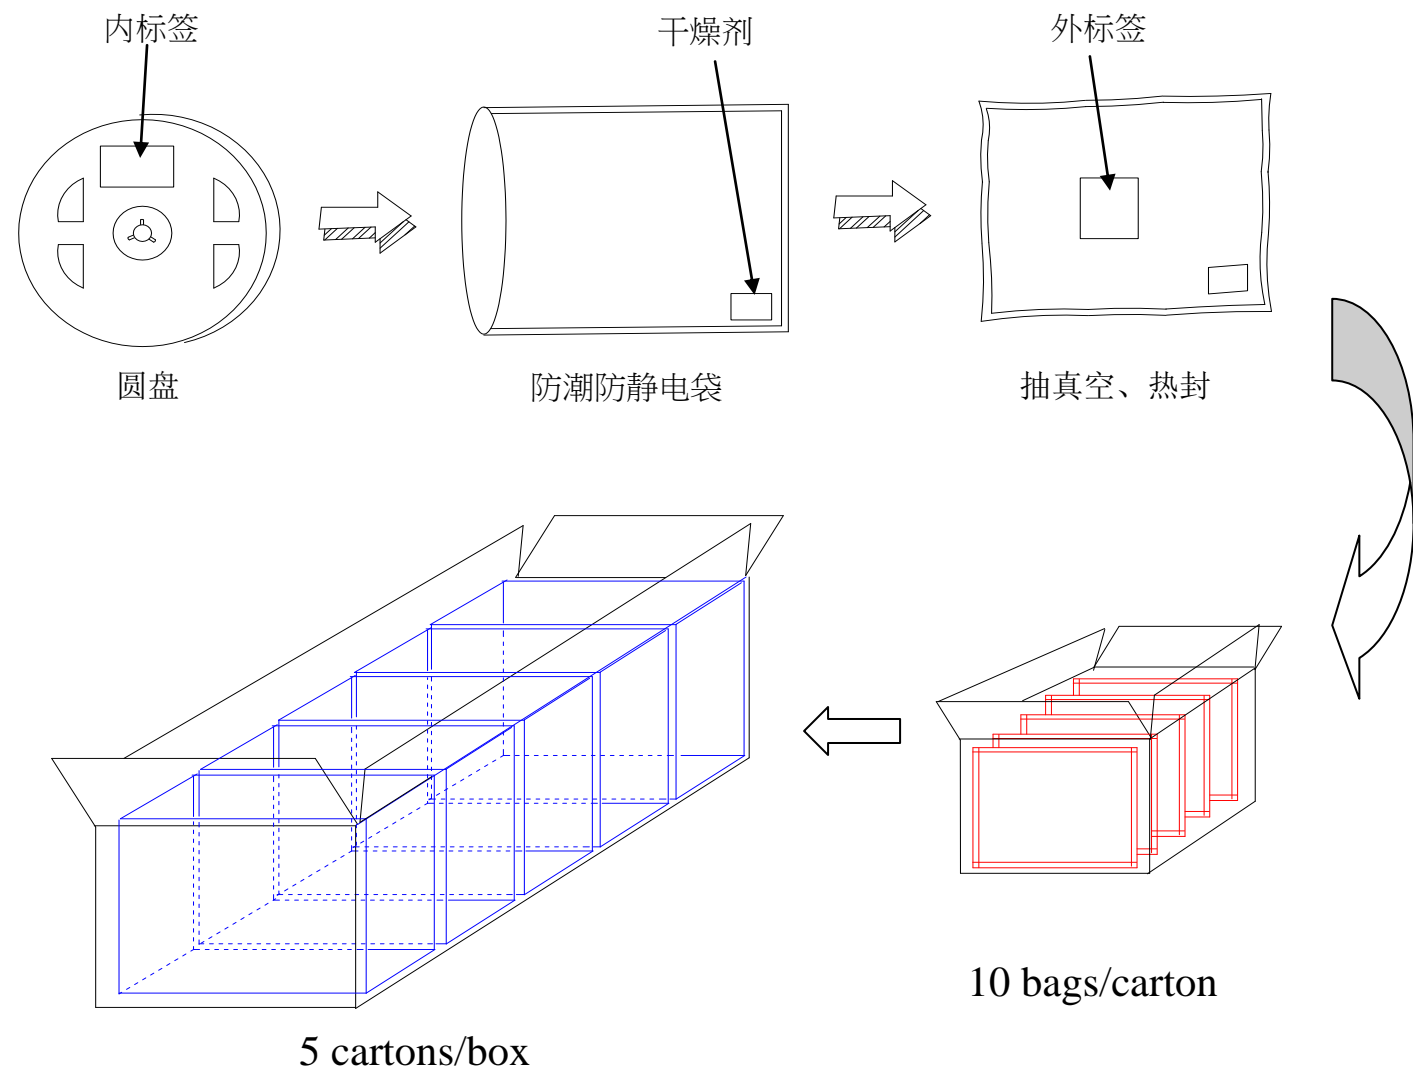 内标签
干燥剂
外标签
圆盘
防潮防静电袋
抽真空、热封
10 bags/carton
5 cartons/box